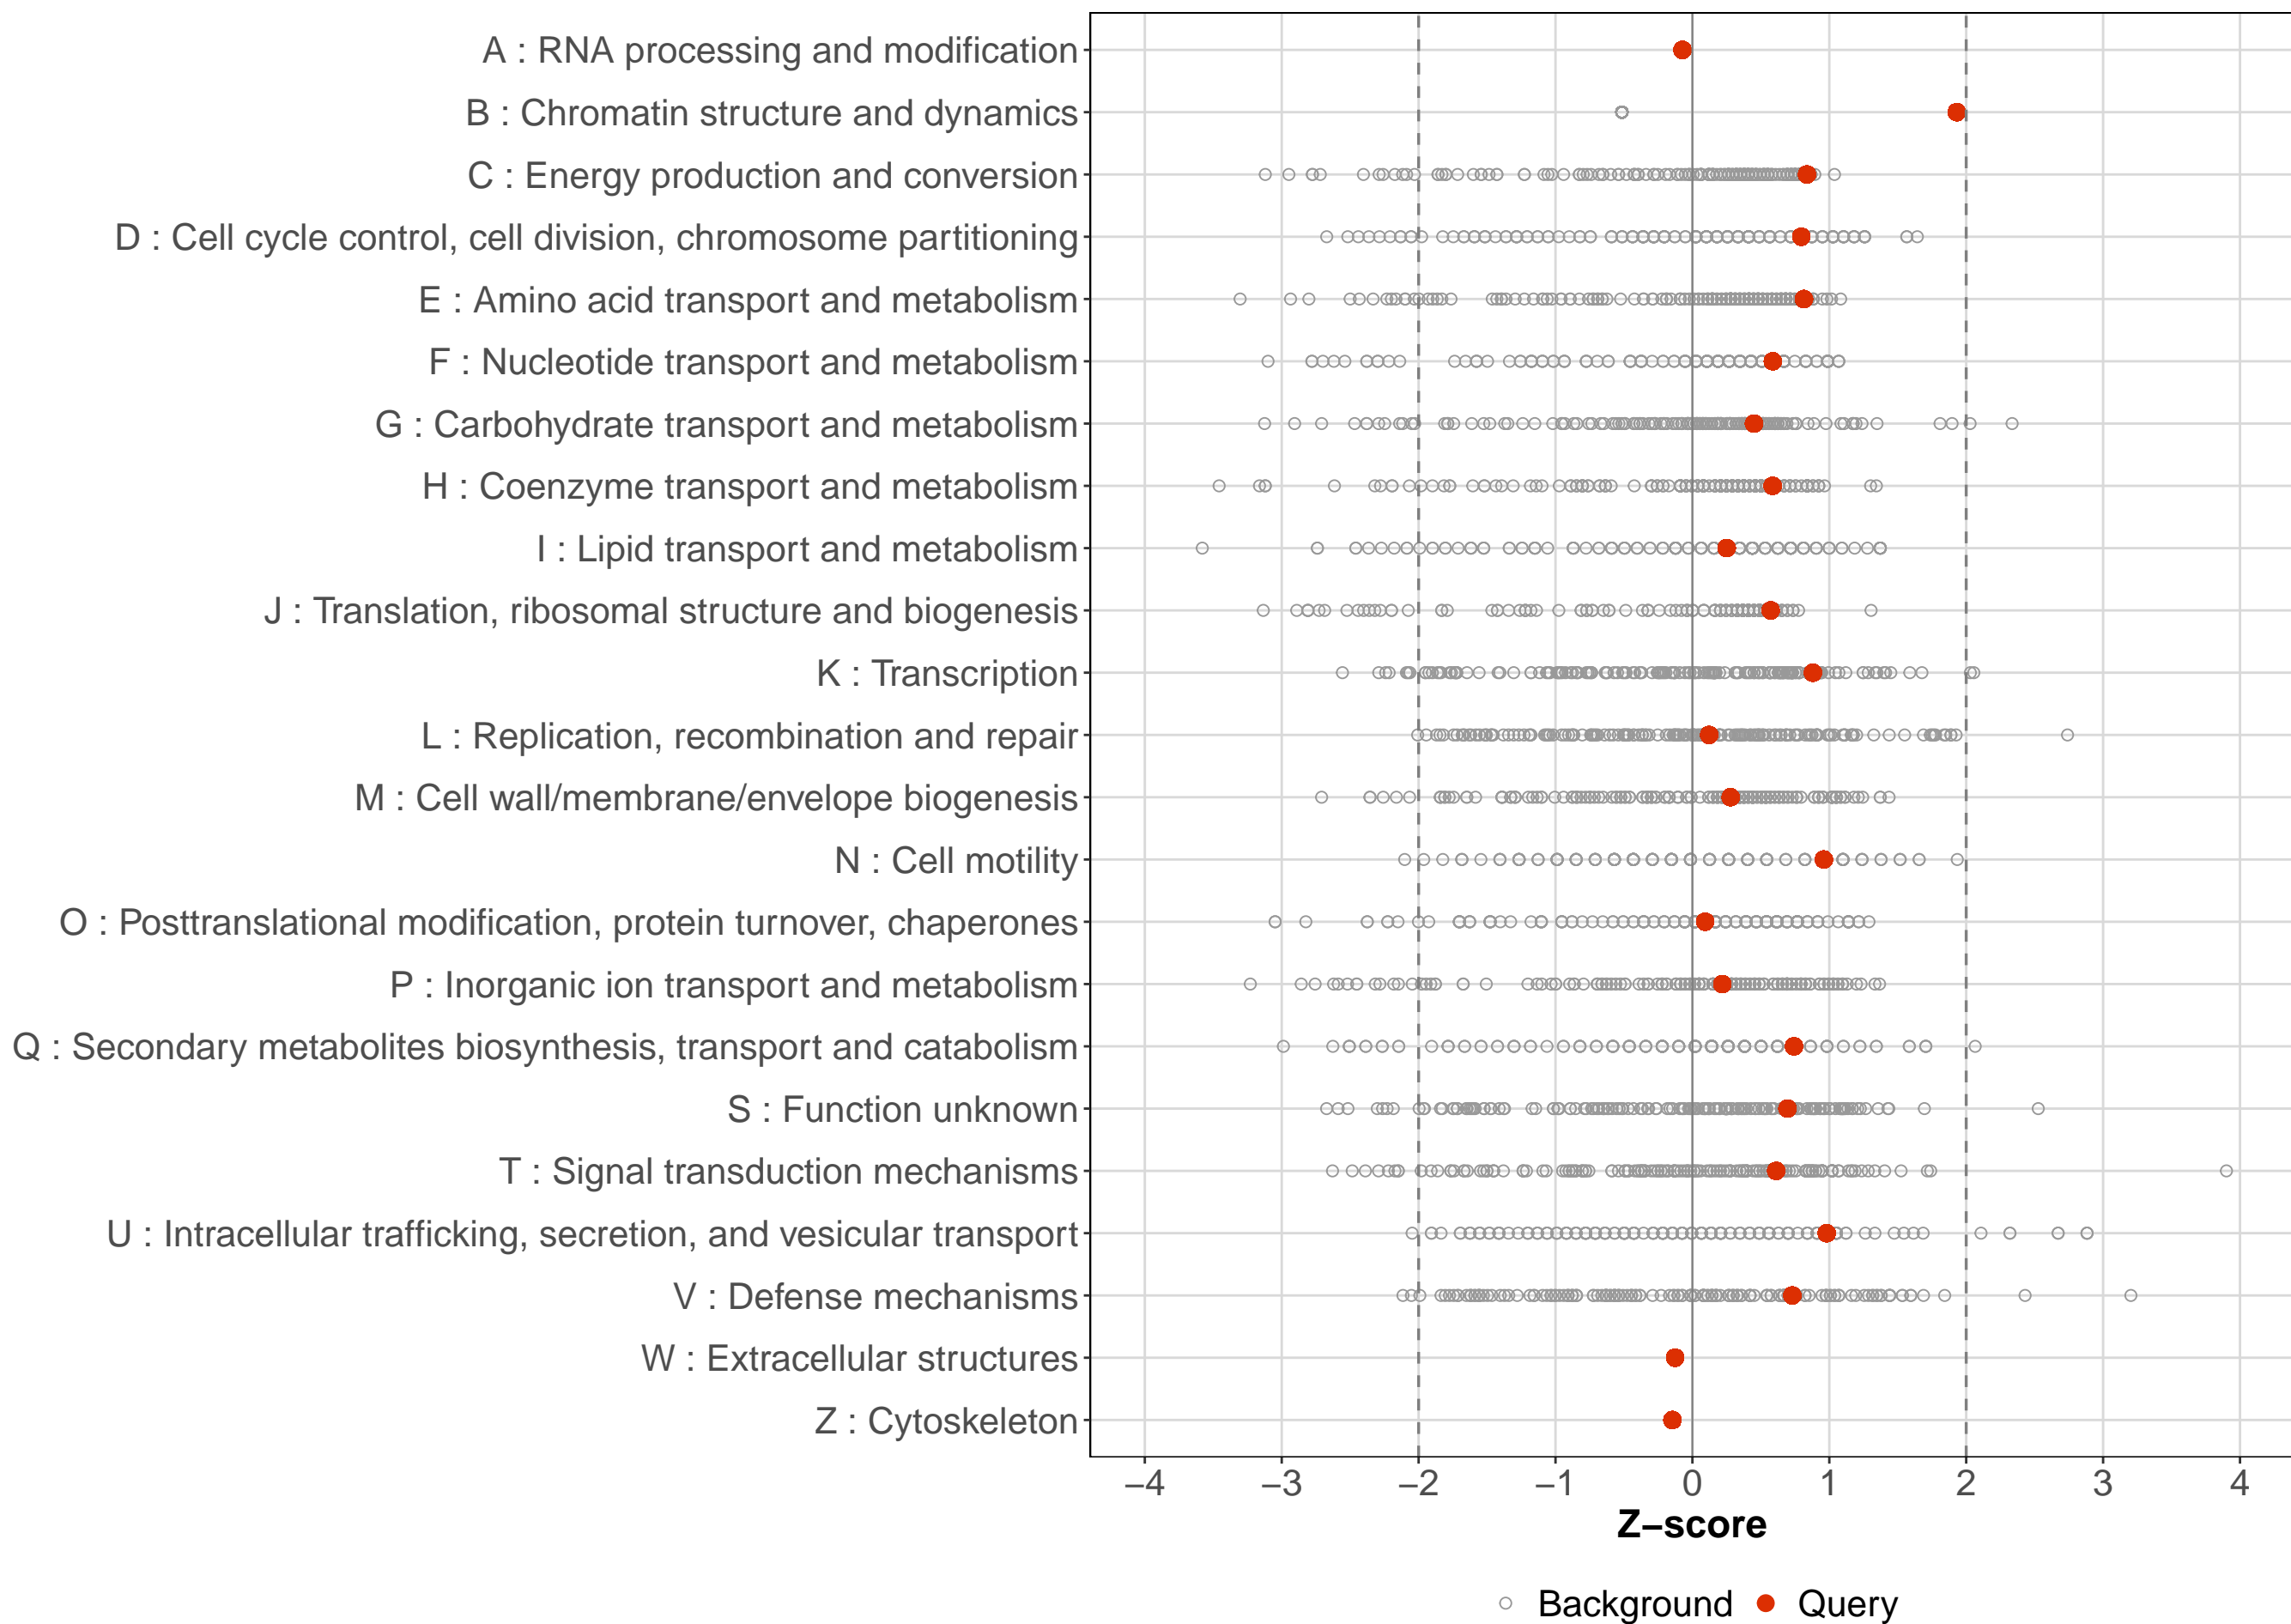 A : RNA processing and modification
B : Chromatin structure and dynamics
C : Energy production and conversion
D : Cell cycle control, cell division, chromosome partitioning
E : Amino acid transport and metabolism
F : Nucleotide transport and metabolism
G : Carbohydrate transport and metabolism
H : Coenzyme transport and metabolism
I : Lipid transport and metabolism
J : Translation, ribosomal structure and biogenesis
K : Transcription
L : Replication, recombination and repair
M : Cell wall/membrane/envelope biogenesis
N : Cell motility
O : Posttranslational modification, protein turnover, chaperones
P : Inorganic ion transport and metabolism
Q : Secondary metabolites biosynthesis, transport and catabolism
S : Function unknown
T : Signal transduction mechanisms
U : Intracellular trafficking, secretion, and vesicular transport
V : Defense mechanisms
W : Extracellular structures
Z : Cytoskeleton
−4 −3 −2 −1 0 1 2 3 4
Z−score
Background Query